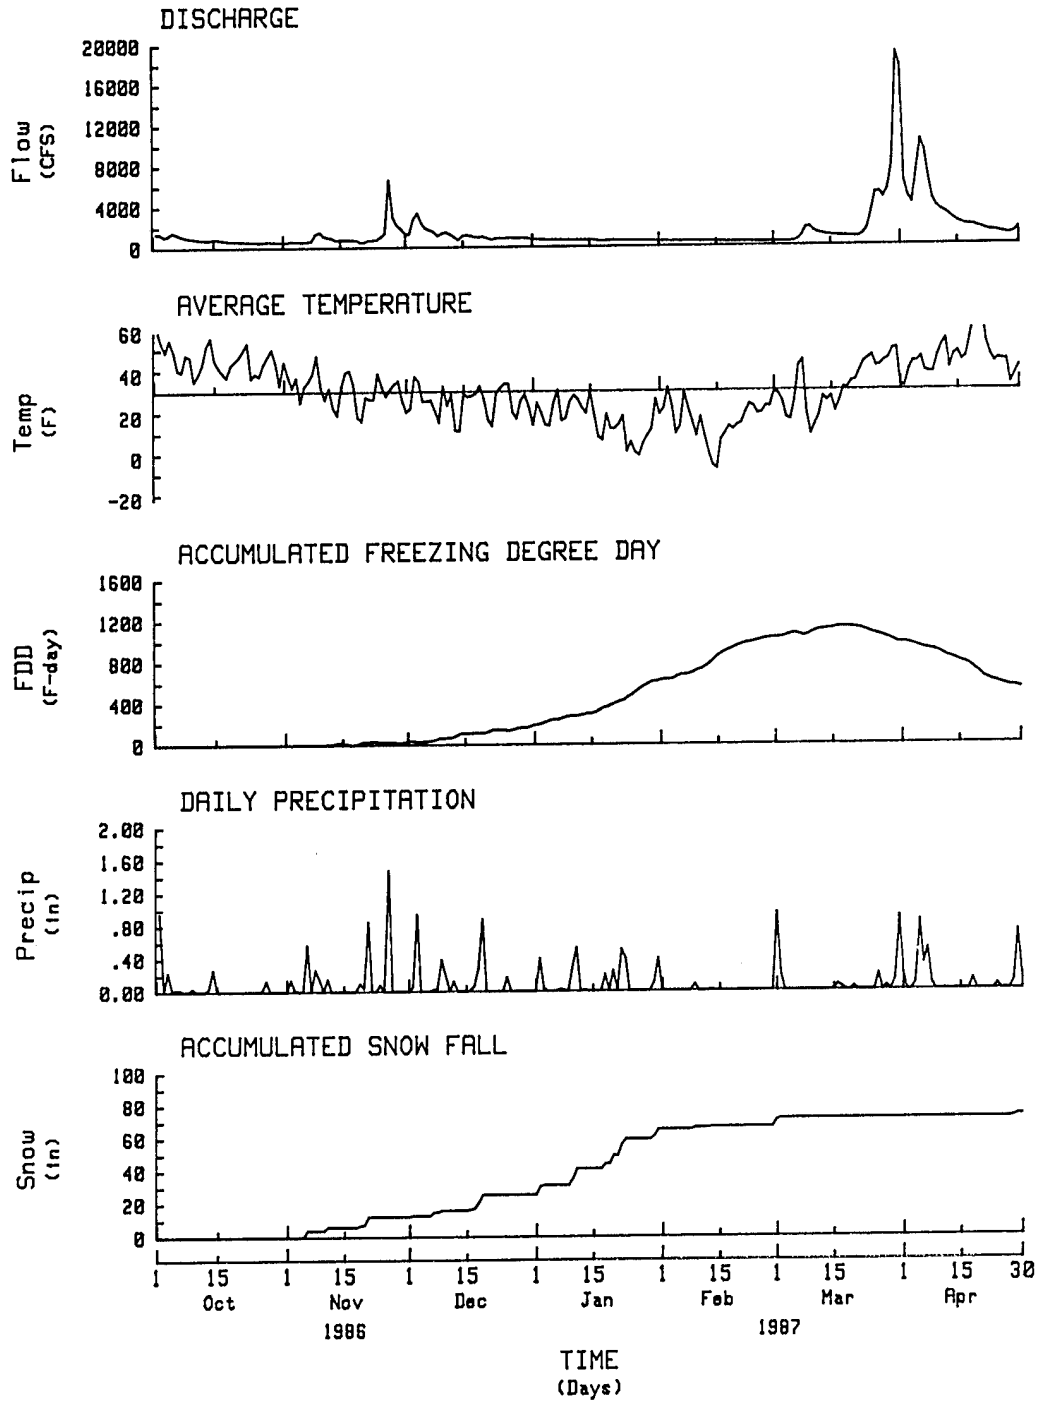 DISCHARGE
20000
16000
12000
8000
4000
0
Flow
(CFS)
AVERAGE TEMPERATURE
60
40
20
0
-20
Temp
(F)
ACCUMULATED FREEZING DEGREE DAY
1600
1200
800
400
0
FDD
(F-day)
DAILY PRECIPITATION
2.00
1.60
1.20
.80
.40
0.00
Precip
(in)
ACCUMULATED SNOW FALL
100
80
60
40
20
0
Snow
(in)
1 15 1 15 1 15 1 15 1 15 1 15 1 15 30
Oct Nov Dec Jan Feb Mar Apr
1986 1987
TIME
(Days)